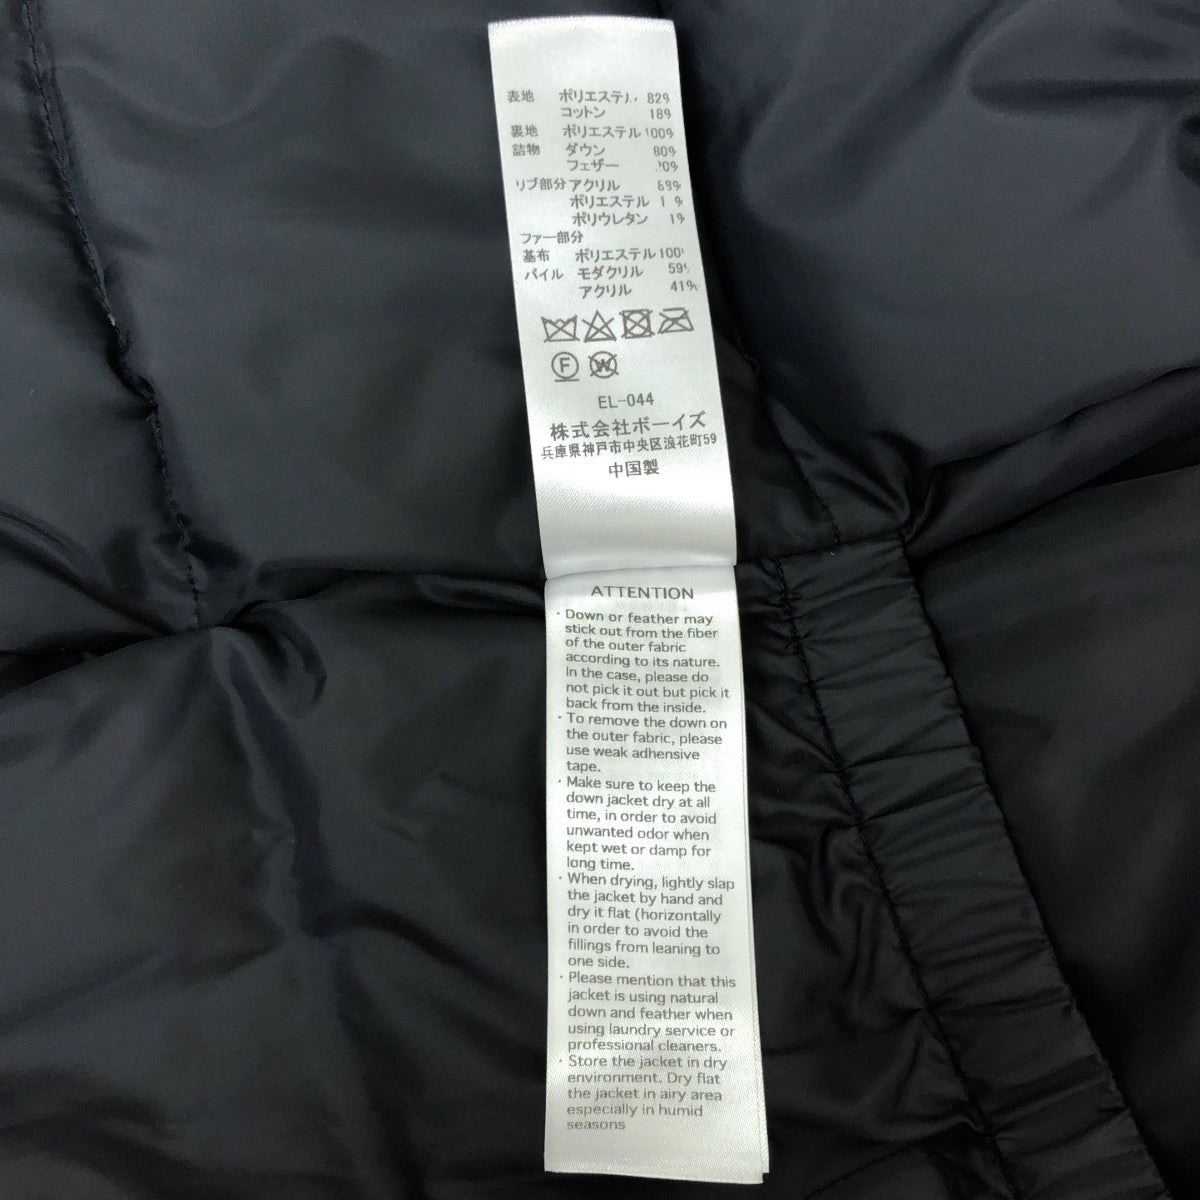 表地 ポリエステル 82%
コットン 18%
裏地 ポリエステル 100%
詰物 ダウン 80%
フェザー 20%
リブ部分 アクリル
ポリエステル
ポリウレタン 1%
ファー部分
基布 ポリエステル 100
パイル モダクリル 59%
アクリル 41%
F
W
EL-044
株式会社ボーイズ
兵庫県神戸市中央区浪花町59
中国製
ATTENTION
· Down or feather may
stick out from the fiber
of the outer fabric
according to its nature.
In the case, please do
not pick it out but pick it
back from the inside.
· To remove the down on
the outer fabric, please
use weak adhensive
tape.
· Make sure to keep the
down jacket dry at all
time, in order to avoid
unwanted odor when
kept wet or damp for
long time.
· When drying, lightly slap
the jacket by hand and
dry it flat (horizontally
in order to avoid the
fillings from leaning to
one side.
· Please mention that this
jacket is using natural
down and feather when
using laundry service or
professional cleaners.
· Store the jacket in dry
environment. Dry flat
the jacket in airy area
especially in humid
seasons